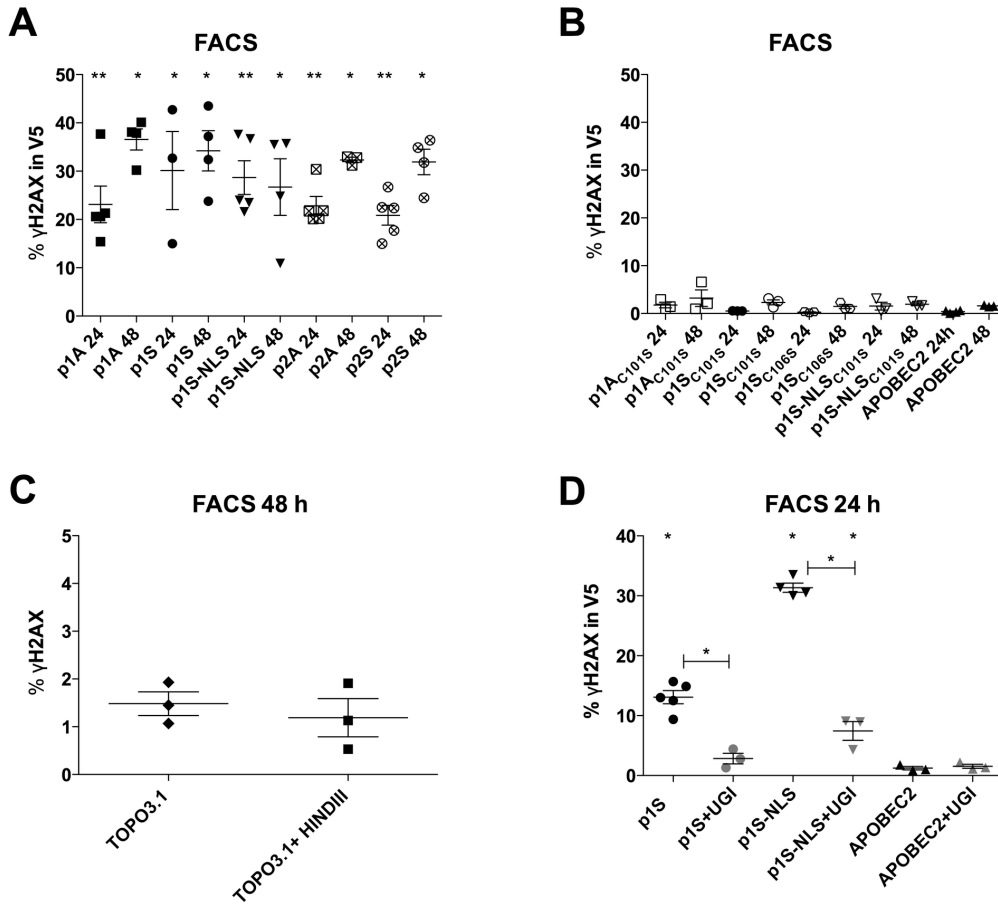 A
FACS
** * * * ** * ** * ** *
% γH2AX in V5
50
40
30
20
10
0
p1A 24
p1A 48
p1S 24
p1S 48
p1S-NLS 24
p1S-NLS 48
p2A 24
p2A 48
p2S 24
p2S 48
B
FACS
% γH2AX in V5
50
40
30
20
10
0
p1AC101S 24
p1AC101S 48
p1SC101S 24
p1SC101S 48
p1SC106S 24
p1SC106S 48
p1S-NLSC101S 24
p1S-NLSC101S 48
APOBEC2 24h
APOBEC2 48
C
FACS 48 h
% γH2AX
5
4
3
2
1
0
TOPO3.1
TOPO3.1+ HINDIII
D
FACS 24 h
% γH2AX in V5
40
30
20
10
0
* * *
*
*
p1S
p1S+UGI
p1S-NLS
p1S-NLS+UGI
APOBEC2
APOBEC2+UGI